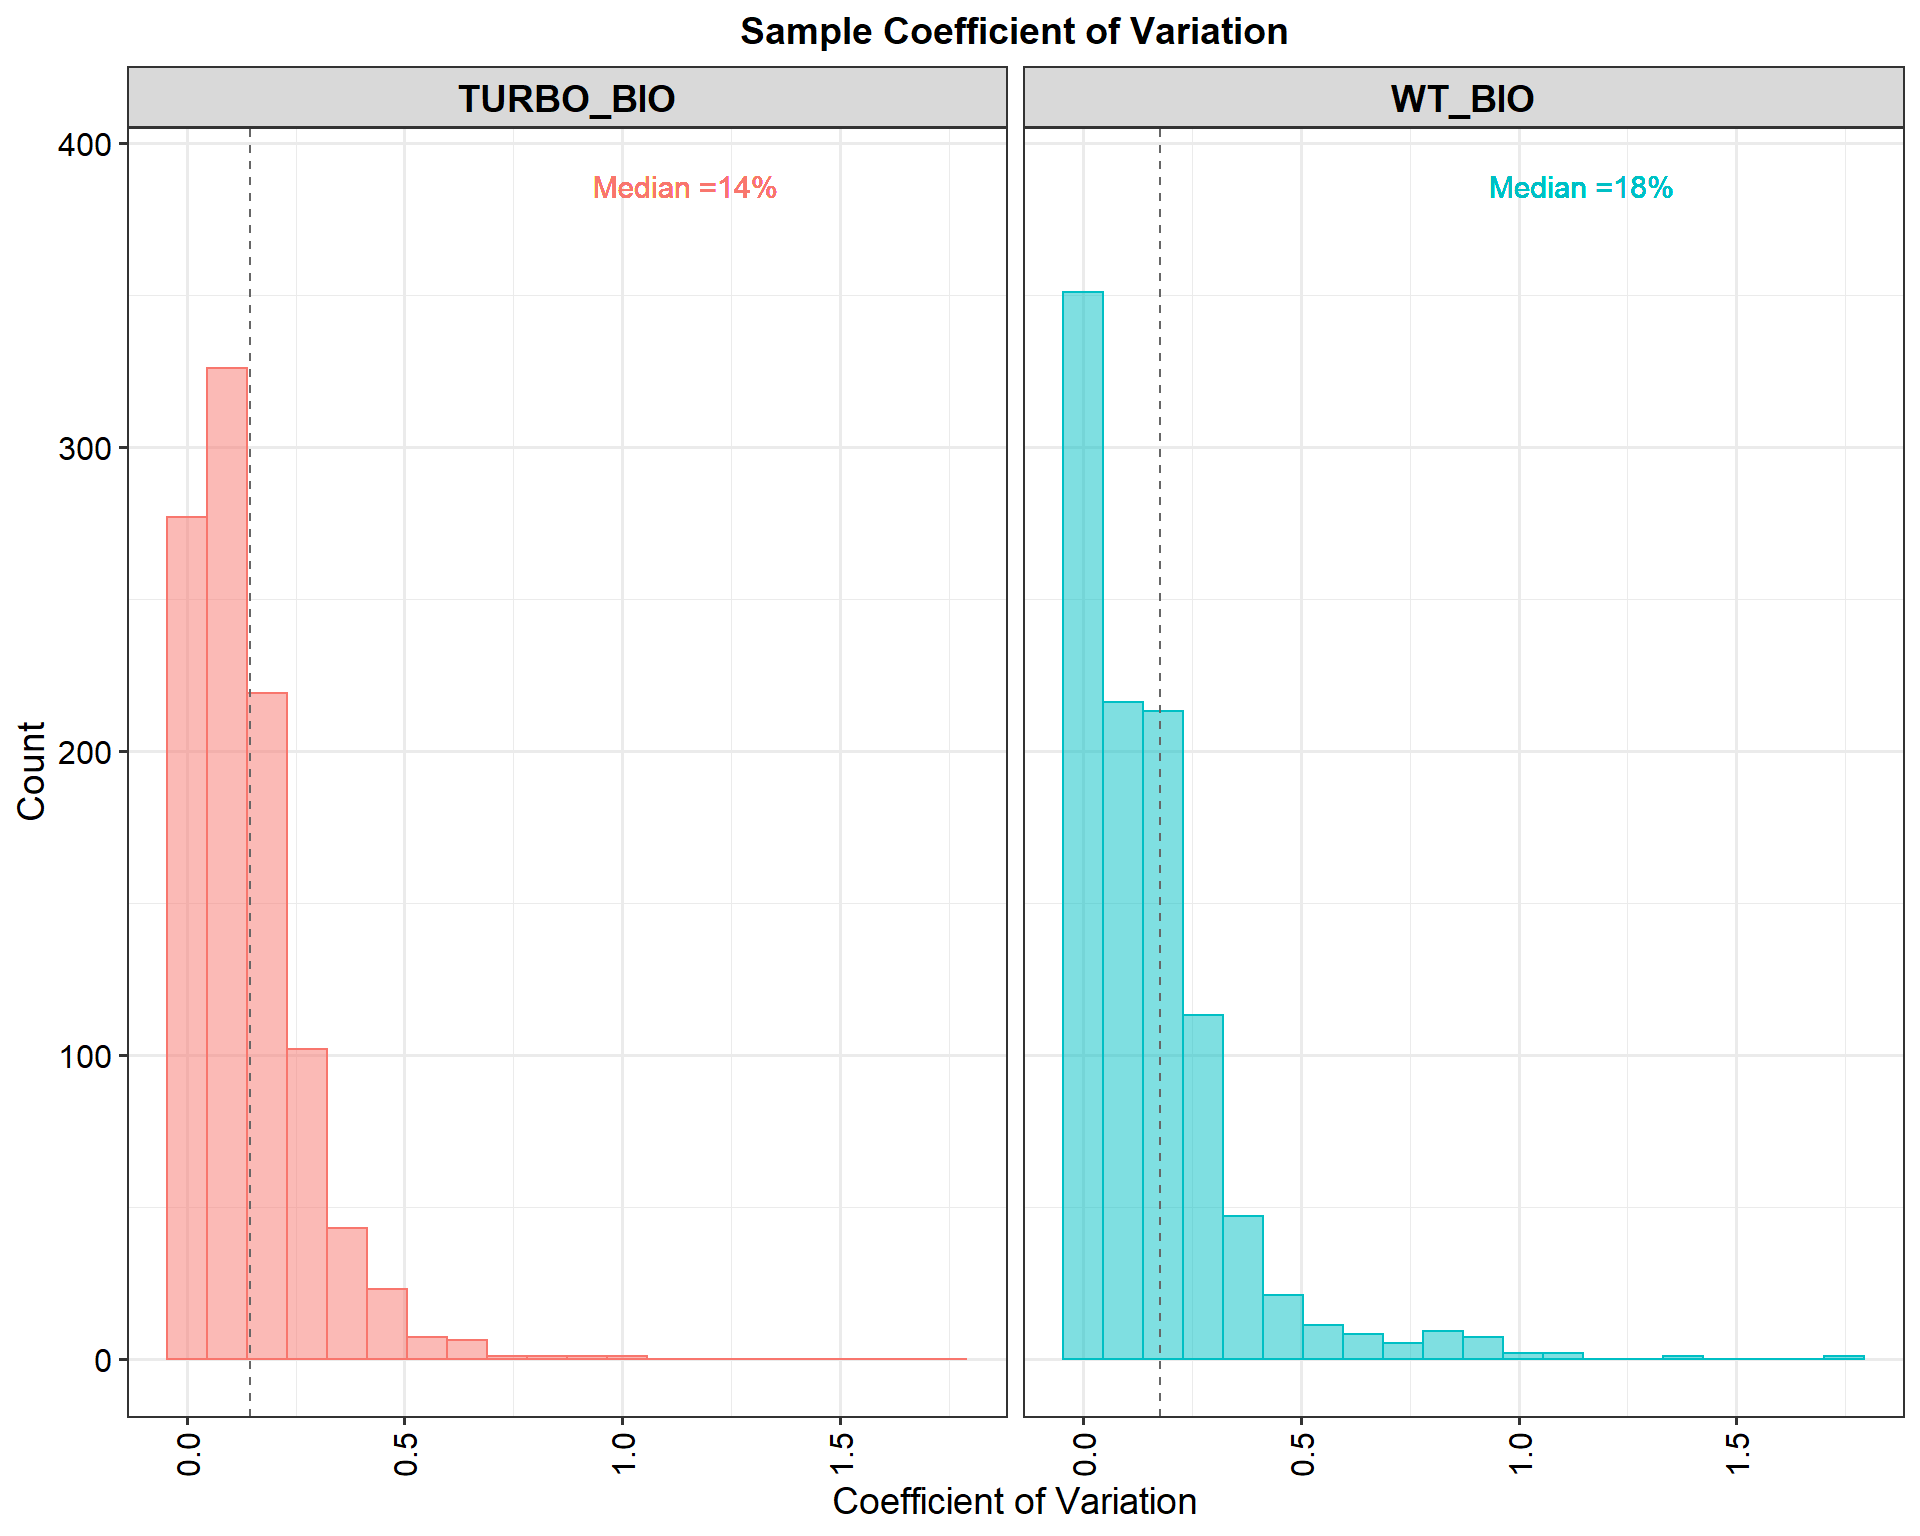 Sample Coefficient of Variation
TURBO_BIO
WT_BIO
Median =14%
Median =18%
400
300
200
100
0
Count
0.0
0.5
1.0
1.5
0.0
0.5
1.0
1.5
Coefficient of Variation